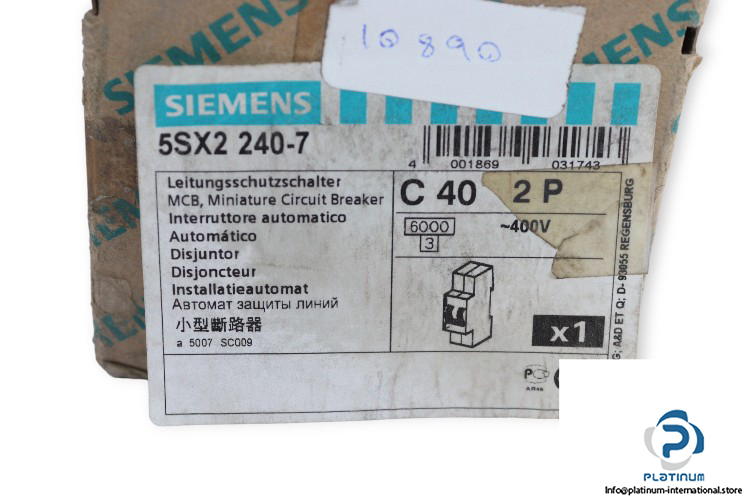 SIEMENS
10890
SIEMENS
SIEMENS
5SX2 240-7
4 001869 031743
Leitungsschutzschalter
MCB, Miniature Circuit Breaker
Interruttore automatico
Automático
Disjuntor
Disjoncteur
Installatieautomat
Автомат защиты линий
小型斷路器
a 5007 SC009
C 40 2 P
6000
3
~400V
x1
G; A&D ET Q; D- 93055 REGENSBURG
PLATINUM
Info@platinum-international.store